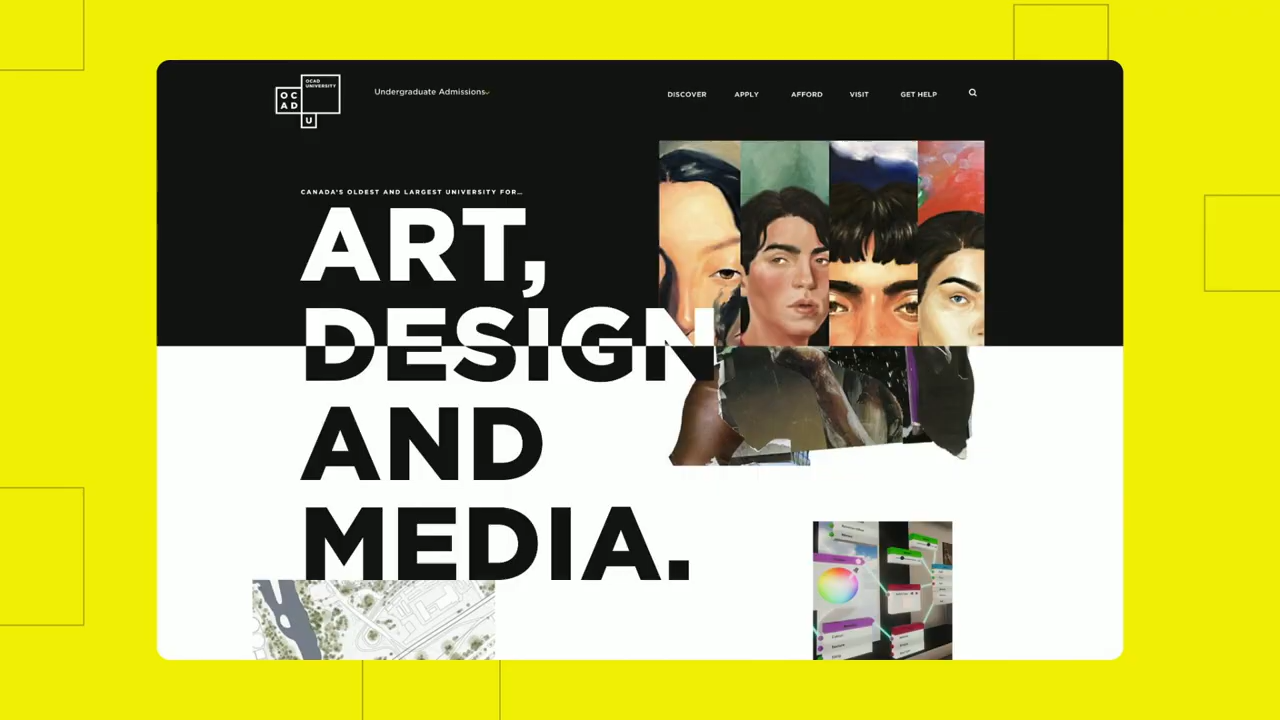 OCAD
UNIVERSITY
OC
AD
U
Undergraduate Admissions
DISCOVER
APPLY
AFFORD
VISIT
GET HELP
CANADA'S OLDEST AND LARGEST UNIVERSITY FOR...
ART,
DESIGN
AND
MEDIA.